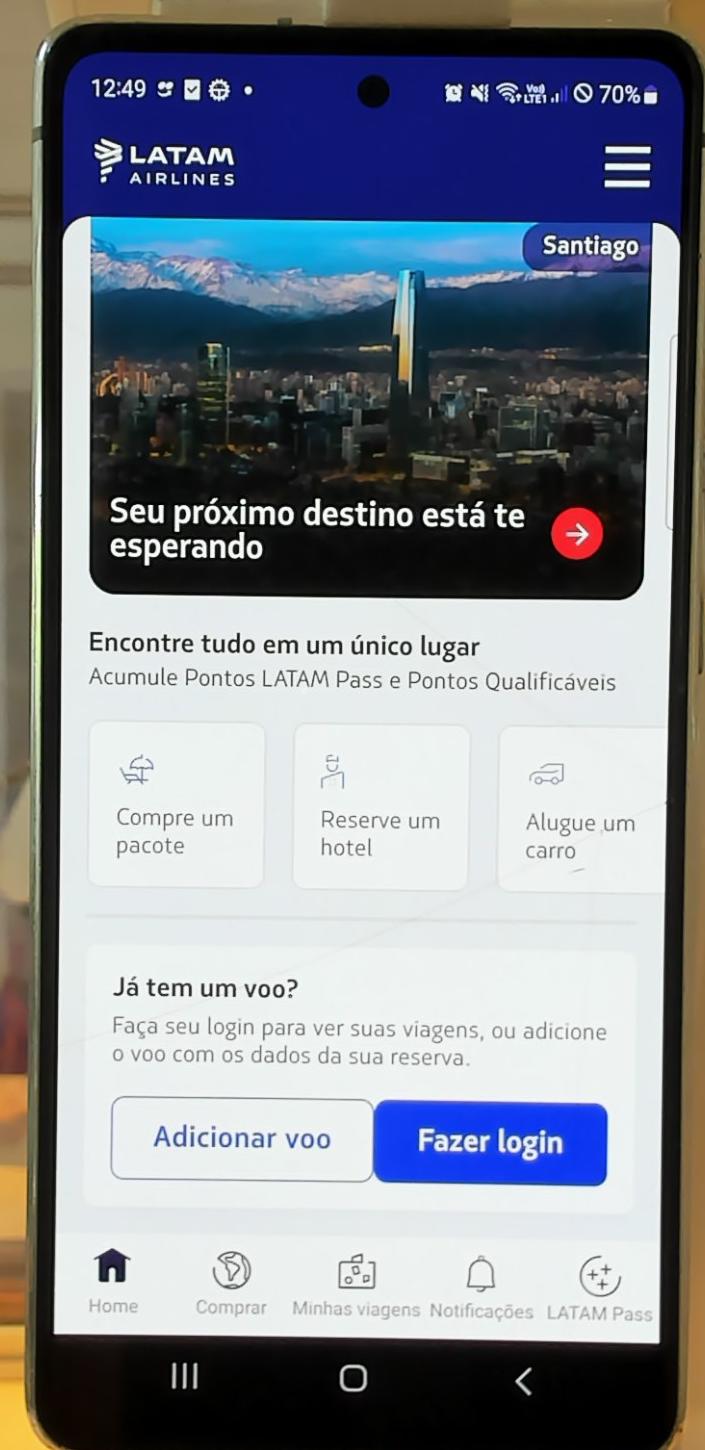 12:49
VoD
LTE1
70%
LATAM
AIRLINES
Santiago
Seu próximo destino está te
esperando
Encontre tudo em um único lugar
Acumule Pontos LATAM Pass e Pontos Qualificáveis
Compre um
pacote
Reserve um
hotel
Alugue um
carro
Já tem um voo?
Faça seu login para ver suas viagens, ou adicione
o voo com os dados da sua reserva.
Adicionar voo
Fazer login
Home
Comprar
Minhas viagens
Notificações
LATAM Pass